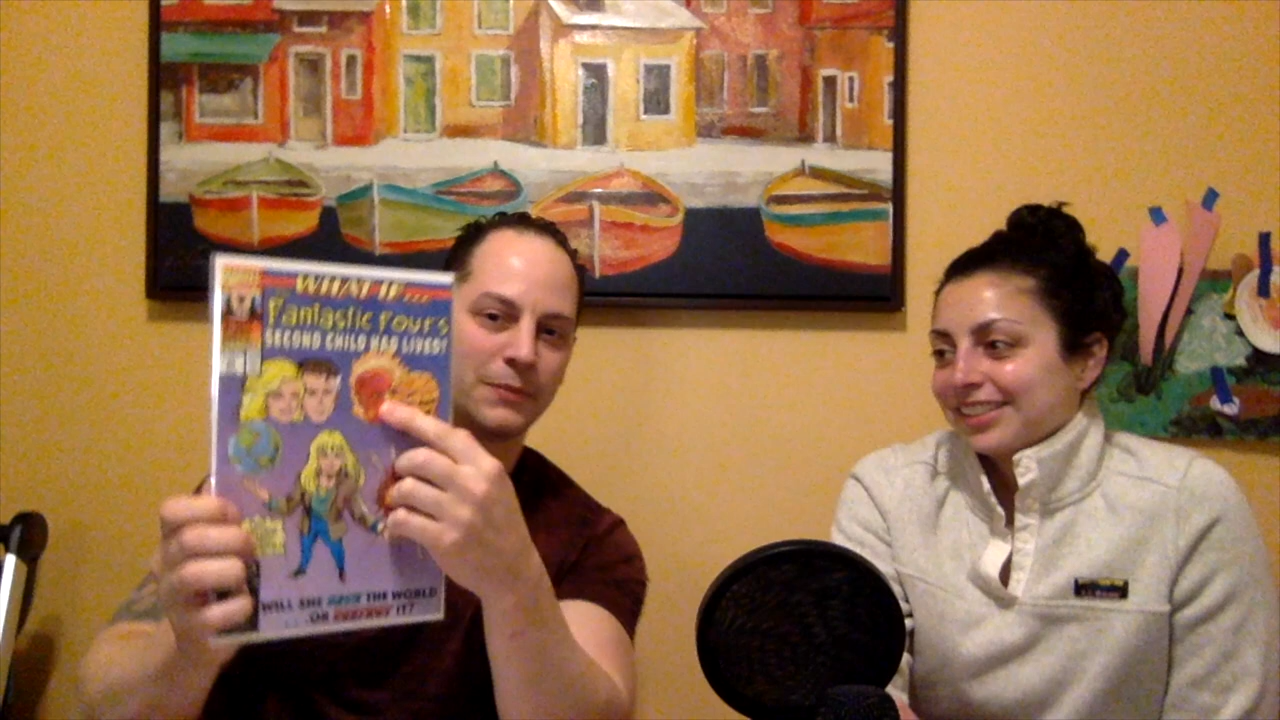 WHAT IF...
Fantastic Four's
SECOND CHILD HAD LIVED?
WILL SHE SAVE THE WORLD
...OR DESTROY IT?